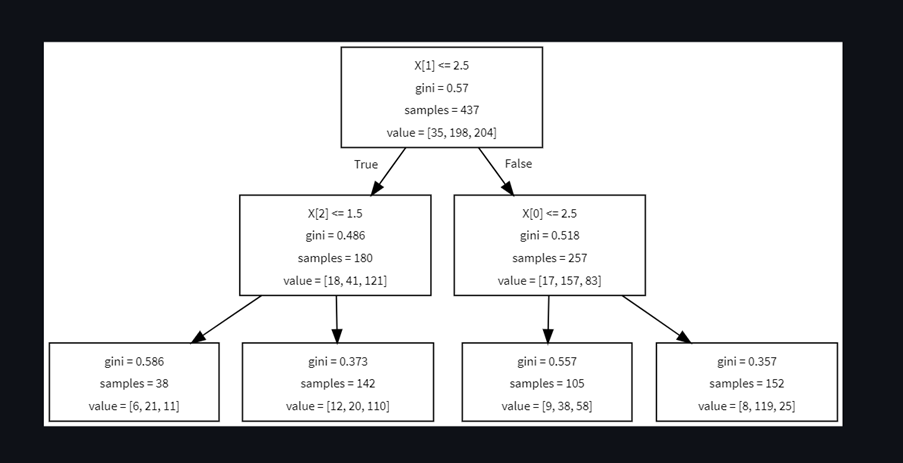 X[1] <= 2.5
gini = 0.57
samples = 437
value = [35, 198, 204]
True
False
X[2] <= 1.5
gini = 0.486
samples = 180
value = [18, 41, 121]
X[0] <= 2.5
gini = 0.518
samples = 257
value = [17, 157, 83]
gini = 0.586
samples = 38
value = [6, 21, 11]
gini = 0.373
samples = 142
value = [12, 20, 110]
gini = 0.557
samples = 105
value = [9, 38, 58]
gini = 0.357
samples = 152
value = [8, 119, 25]